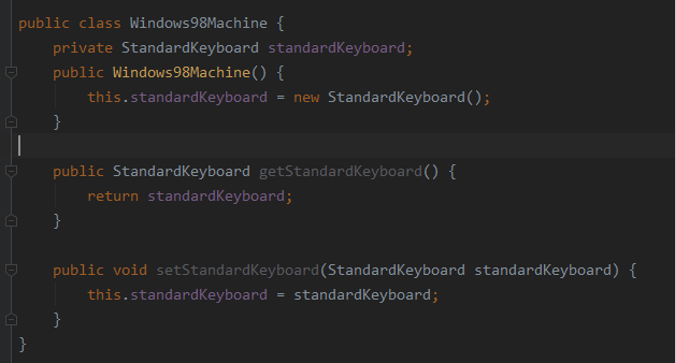 public class Windows98Machine {
private StandardKeyboard standardKeyboard;
public Windows98Machine() {
this.standardKeyboard = new StandardKeyboard();
}
public StandardKeyboard getStandardKeyboard() {
return standardKeyboard;
}
public void setStandardKeyboard(StandardKeyboard standardKeyboard) {
this.standardKeyboard = standardKeyboard;
}
}